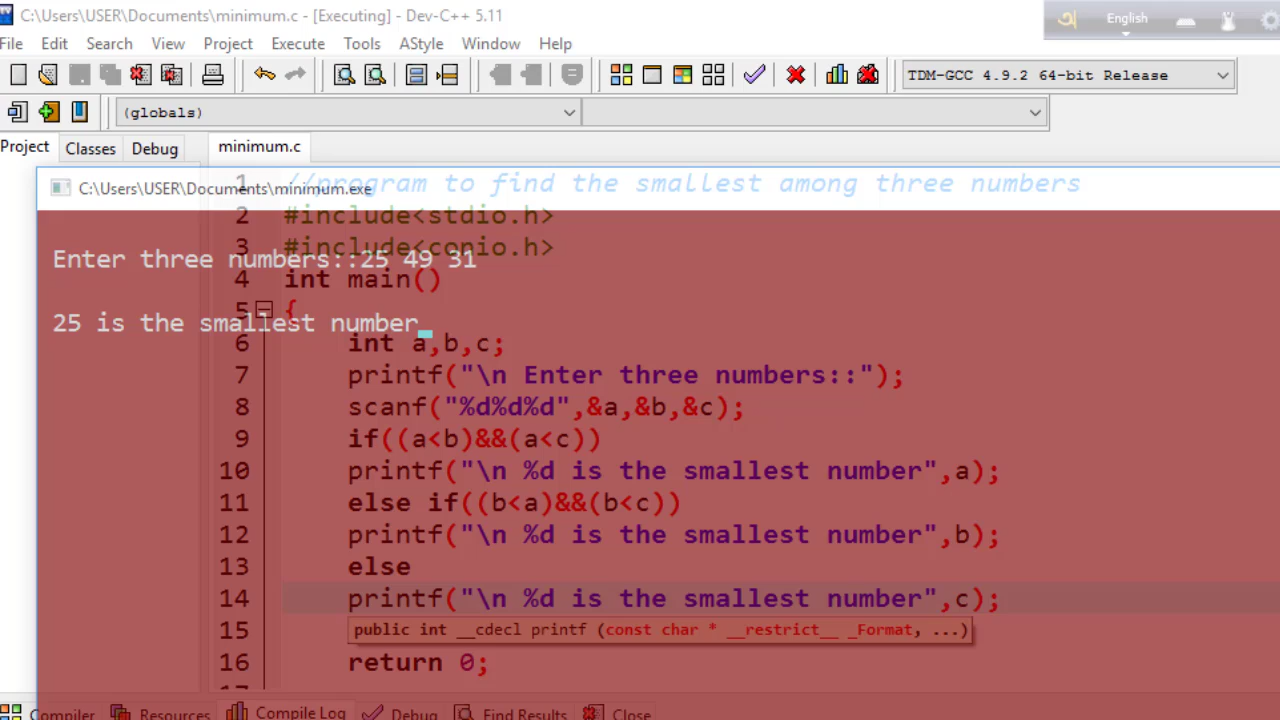 C:\Users\USER\Documents\minimum.c - [Executing] - Dev-C++ 5.11
English
File Edit Search View Project Execute Tools AStyle Window Help
TDM-GCC 4.9.2 64-bit Release
(globals)
Project Classes Debug minimum.c
C:\Users\USER\Documents\minimum.exe
1 //program to find the smallest among three numbers
2 #include<stdio.h>
3 #include<conio.h>
Enter three numbers::25 49 31
4 int main()
5 {
25 is the smallest number
6 int a,b,c;
7 printf("\n Enter three numbers::");
8 scanf("%d%d%d",&a,&b,&c);
9 if((a<b)&&(a<c))
10 printf("\n %d is the smallest number",a);
11 else if((b<a)&&(b<c))
12 printf("\n %d is the smallest number",b);
13 else
14 printf("\n %d is the smallest number",c);
15 public int __cdecl printf (const char * __restrict__ _Format, ...)
16 return 0;
Compiler Resources Compile Log Debug Find Results Close